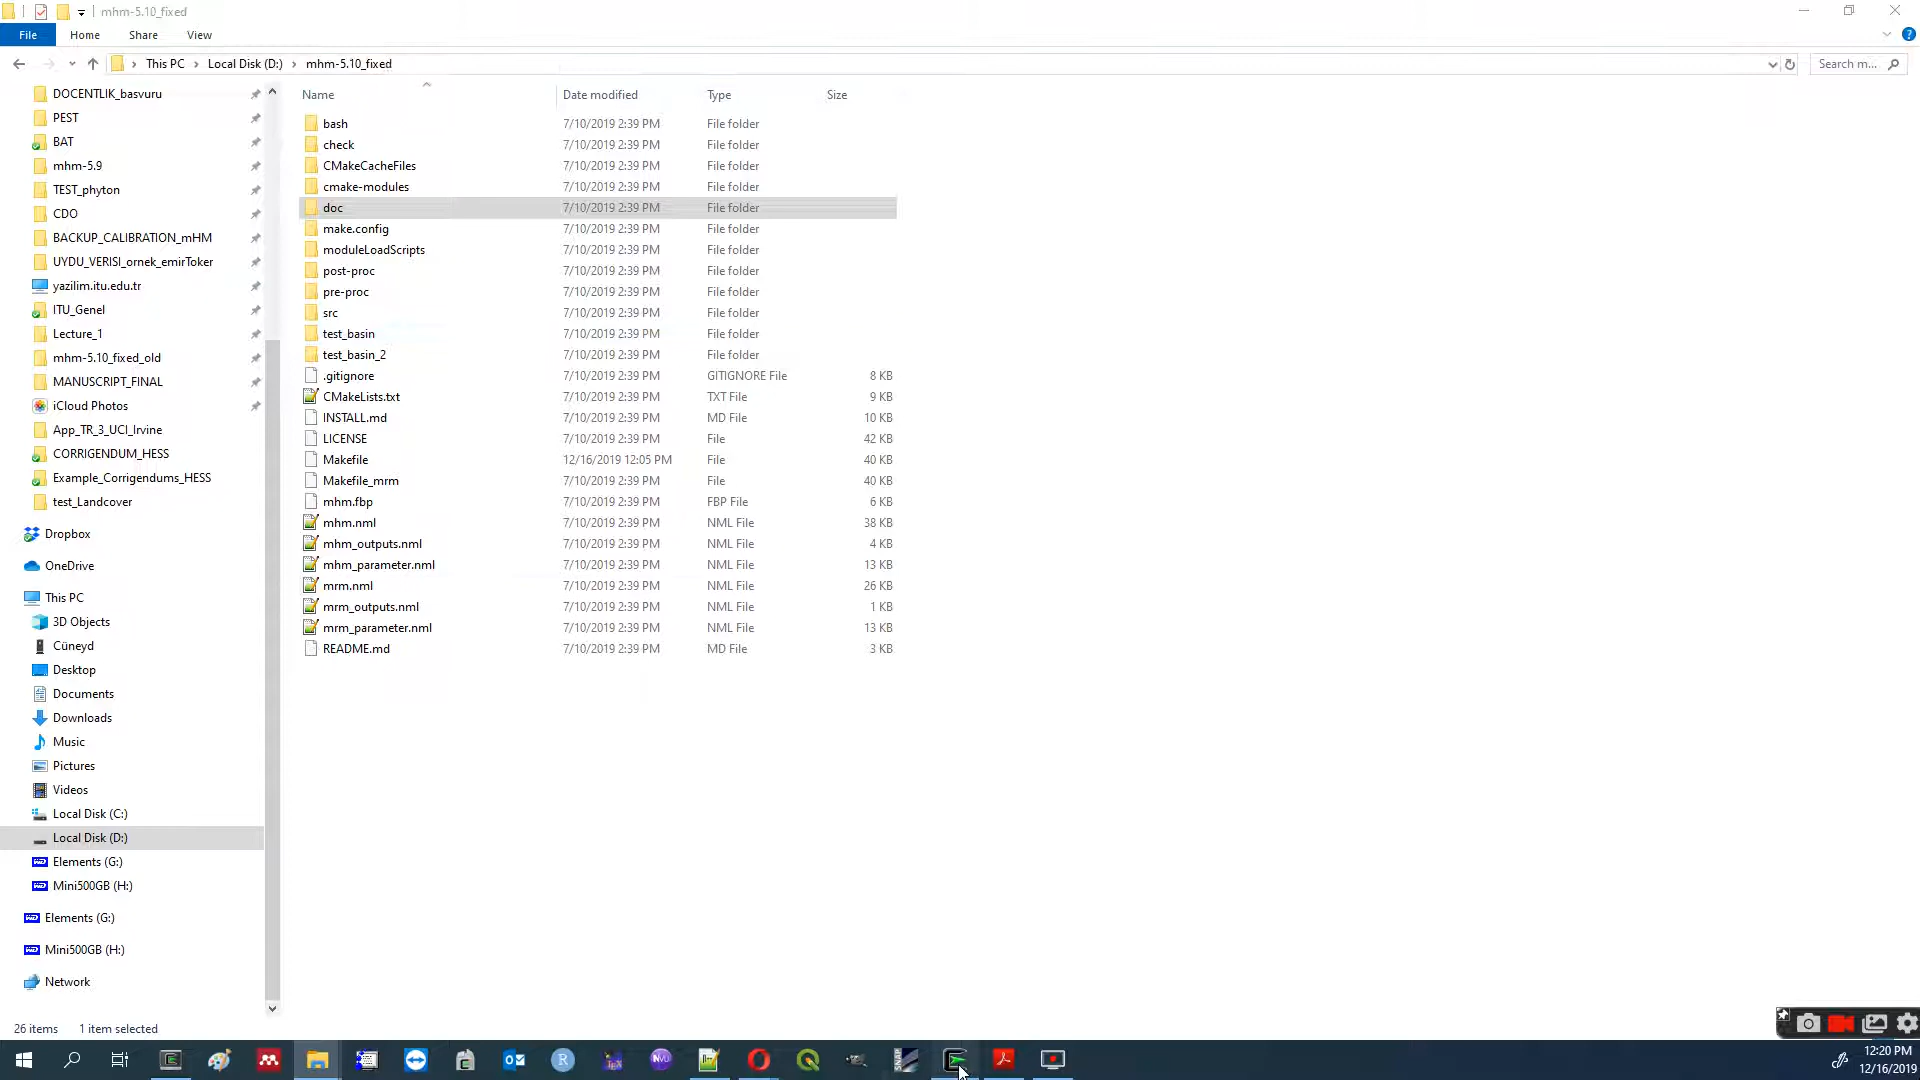 mhm-5.10_fixed
File Home Share View
This PC Local Disk (D:) mhm-5.10_fixed
Search m...
Name Date modified Type Size
DOCENTLIK_basvuru
PEST
BAT
mhm-5.9
TEST_phyton
CDO
BACKUP_CALIBRATION_mHM
UYDU_VERISI_ornek_emirToker
yazilim.itu.edu.tr
ITU_Genel
Lecture_1
mhm-5.10_fixed_old
MANUSCRIPT_FINAL
iCloud Photos
App_TR_3_UCI_Irvine
CORRIGENDUM_HESS
Example_Corrigendums_HESS
test_Landcover
Dropbox
OneDrive
This PC
3D Objects
Cüneyd
Desktop
Documents
Downloads
Music
Pictures
Videos
Local Disk (C:)
Local Disk (D:)
Elements (G:)
Mini500GB (H:)
Elements (G:)
Mini500GB (H:)
Network
bash 7/10/2019 2:39 PM File folder
check 7/10/2019 2:39 PM File folder
CMakeCacheFiles 7/10/2019 2:39 PM File folder
cmake-modules 7/10/2019 2:39 PM File folder
doc 7/10/2019 2:39 PM File folder
make.config 7/10/2019 2:39 PM File folder
moduleLoadScripts 7/10/2019 2:39 PM File folder
post-proc 7/10/2019 2:39 PM File folder
pre-proc 7/10/2019 2:39 PM File folder
src 7/10/2019 2:39 PM File folder
test_basin 7/10/2019 2:39 PM File folder
test_basin_2 7/10/2019 2:39 PM File folder
.gitignore 7/10/2019 2:39 PM GITIGNORE File 8 KB
CMakeLists.txt 7/10/2019 2:39 PM TXT File 9 KB
INSTALL.md 7/10/2019 2:39 PM MD File 10 KB
LICENSE 7/10/2019 2:39 PM File 42 KB
Makefile 12/16/2019 12:05 PM File 40 KB
Makefile_mrm 7/10/2019 2:39 PM File 40 KB
mhm.fbp 7/10/2019 2:39 PM FBP File 6 KB
mhm.nml 7/10/2019 2:39 PM NML File 38 KB
mhm_outputs.nml 7/10/2019 2:39 PM NML File 4 KB
mhm_parameter.nml 7/10/2019 2:39 PM NML File 13 KB
mrm.nml 7/10/2019 2:39 PM NML File 26 KB
mrm_outputs.nml 7/10/2019 2:39 PM NML File 1 KB
mrm_parameter.nml 7/10/2019 2:39 PM NML File 13 KB
README.md 7/10/2019 2:39 PM MD File 3 KB
26 items 1 item selected
12:20 PM
12/16/2019